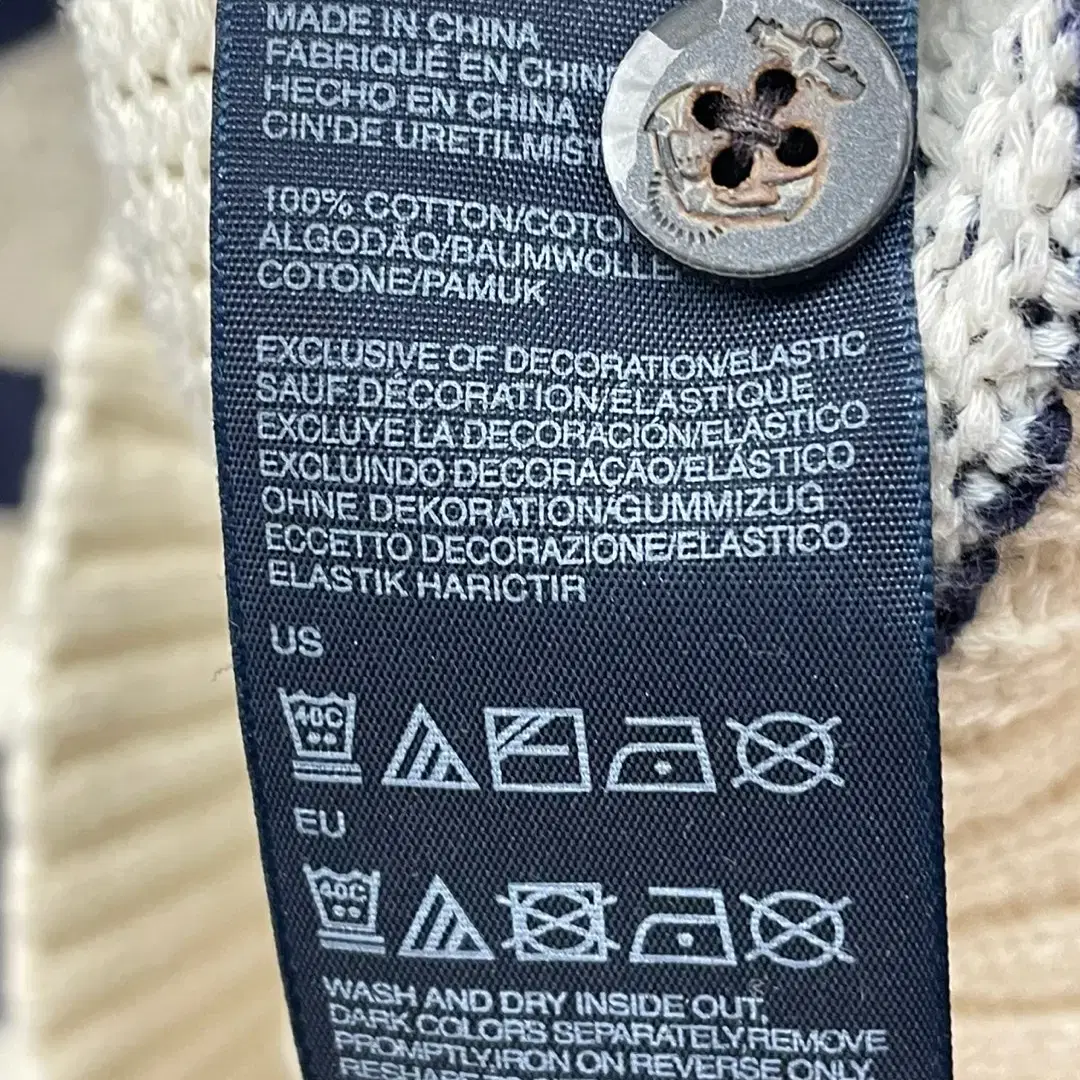 MADE IN CHINA
FABRIQUÉ EN CHINE
HECHO EN CHINA
CIN'DE URETILMIST
100% COTTON/COTO
ALGODÃO/BAUMWOLLE
COTONE/PAMUK
EXCLUSIVE OF DECORATION/ELASTIC
SAUF DÉCORATION/ÉLASTIQUE
EXCLUYE LA DECORACIÓN/ELÁSTICO
EXCLUINDO DECORAÇÃO/ELÁSTICO
OHNE DEKORATION/GUMMIZUG
ECCETTO DECORAZIONE/ELASTICO
ELASTIK HARICTIR
US
40C
EU
40C
WASH AND DRY INSIDE OUT,
DARK COLORS SEPARATELY,REMOVE
PROMPTLY,IRON ON REVERSE ONLY,
RESHAPE TO